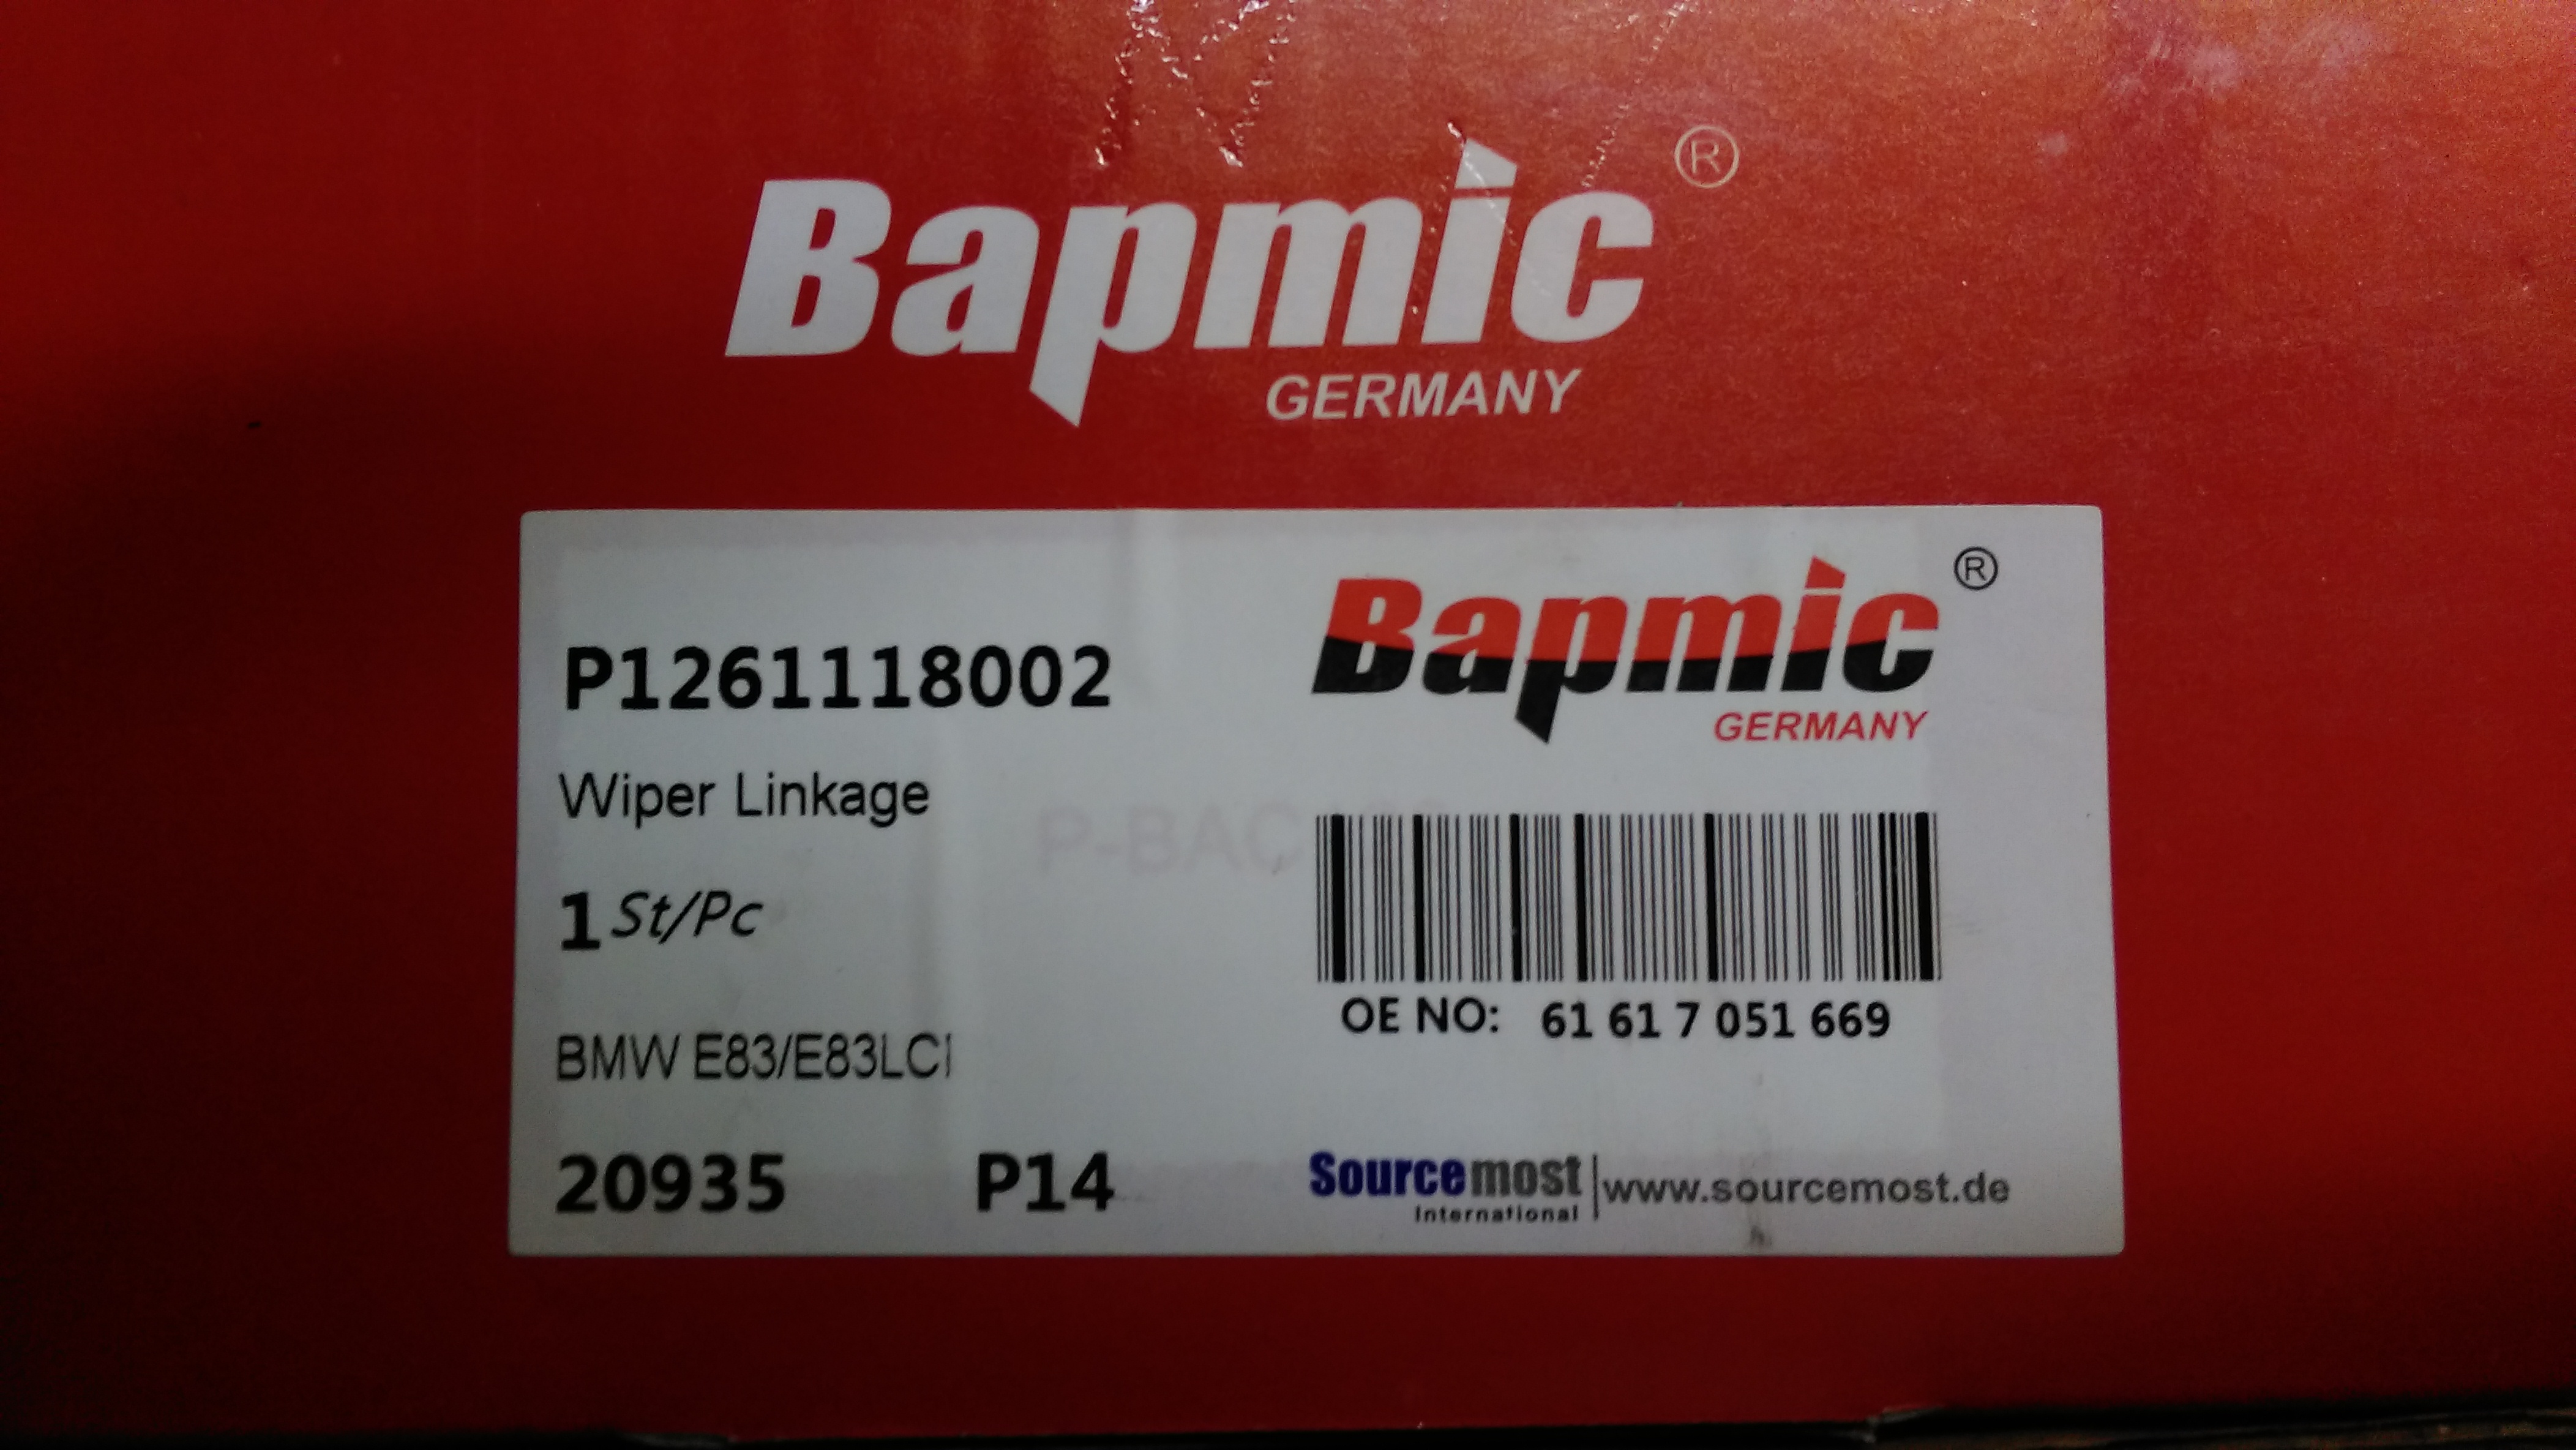 Bapmic ®
GERMANY
Bapmic ®
GERMANY
P1261118002
Wiper Linkage
P-BAC
1 St/Pc
OE NO: 61 61 7 051 669
BMW E83/E83LCI
20935 P14
Sourcemost
International
www.sourcemost.de